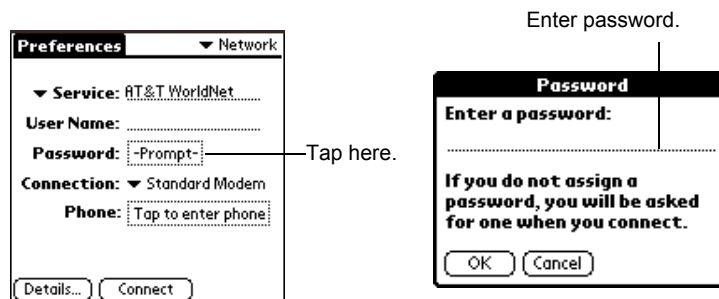 Preferences ▼ Network
▼ Service: AT&T WorldNet
User Name:
Password: -Prompt-
Tap here.
Connection: ▼ Standard Modem
Phone: Tap to enter phone
Details... Connect
Enter password.
Password
Enter a password:
If you do not assign a
password, you will be asked
for one when you connect.
OK Cancel